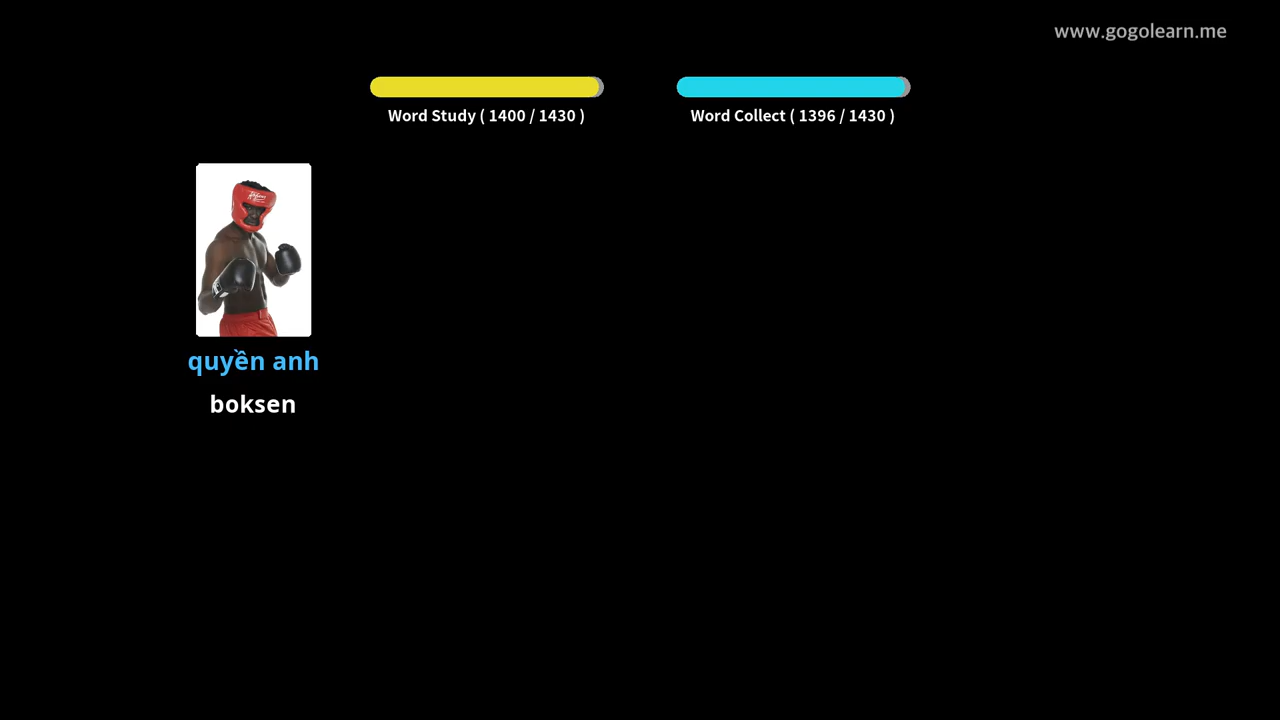 www.gogolearn.me
Word Study ( 1400 / 1430 )
Word Collect ( 1396 / 1430 )
quyền anh
boksen